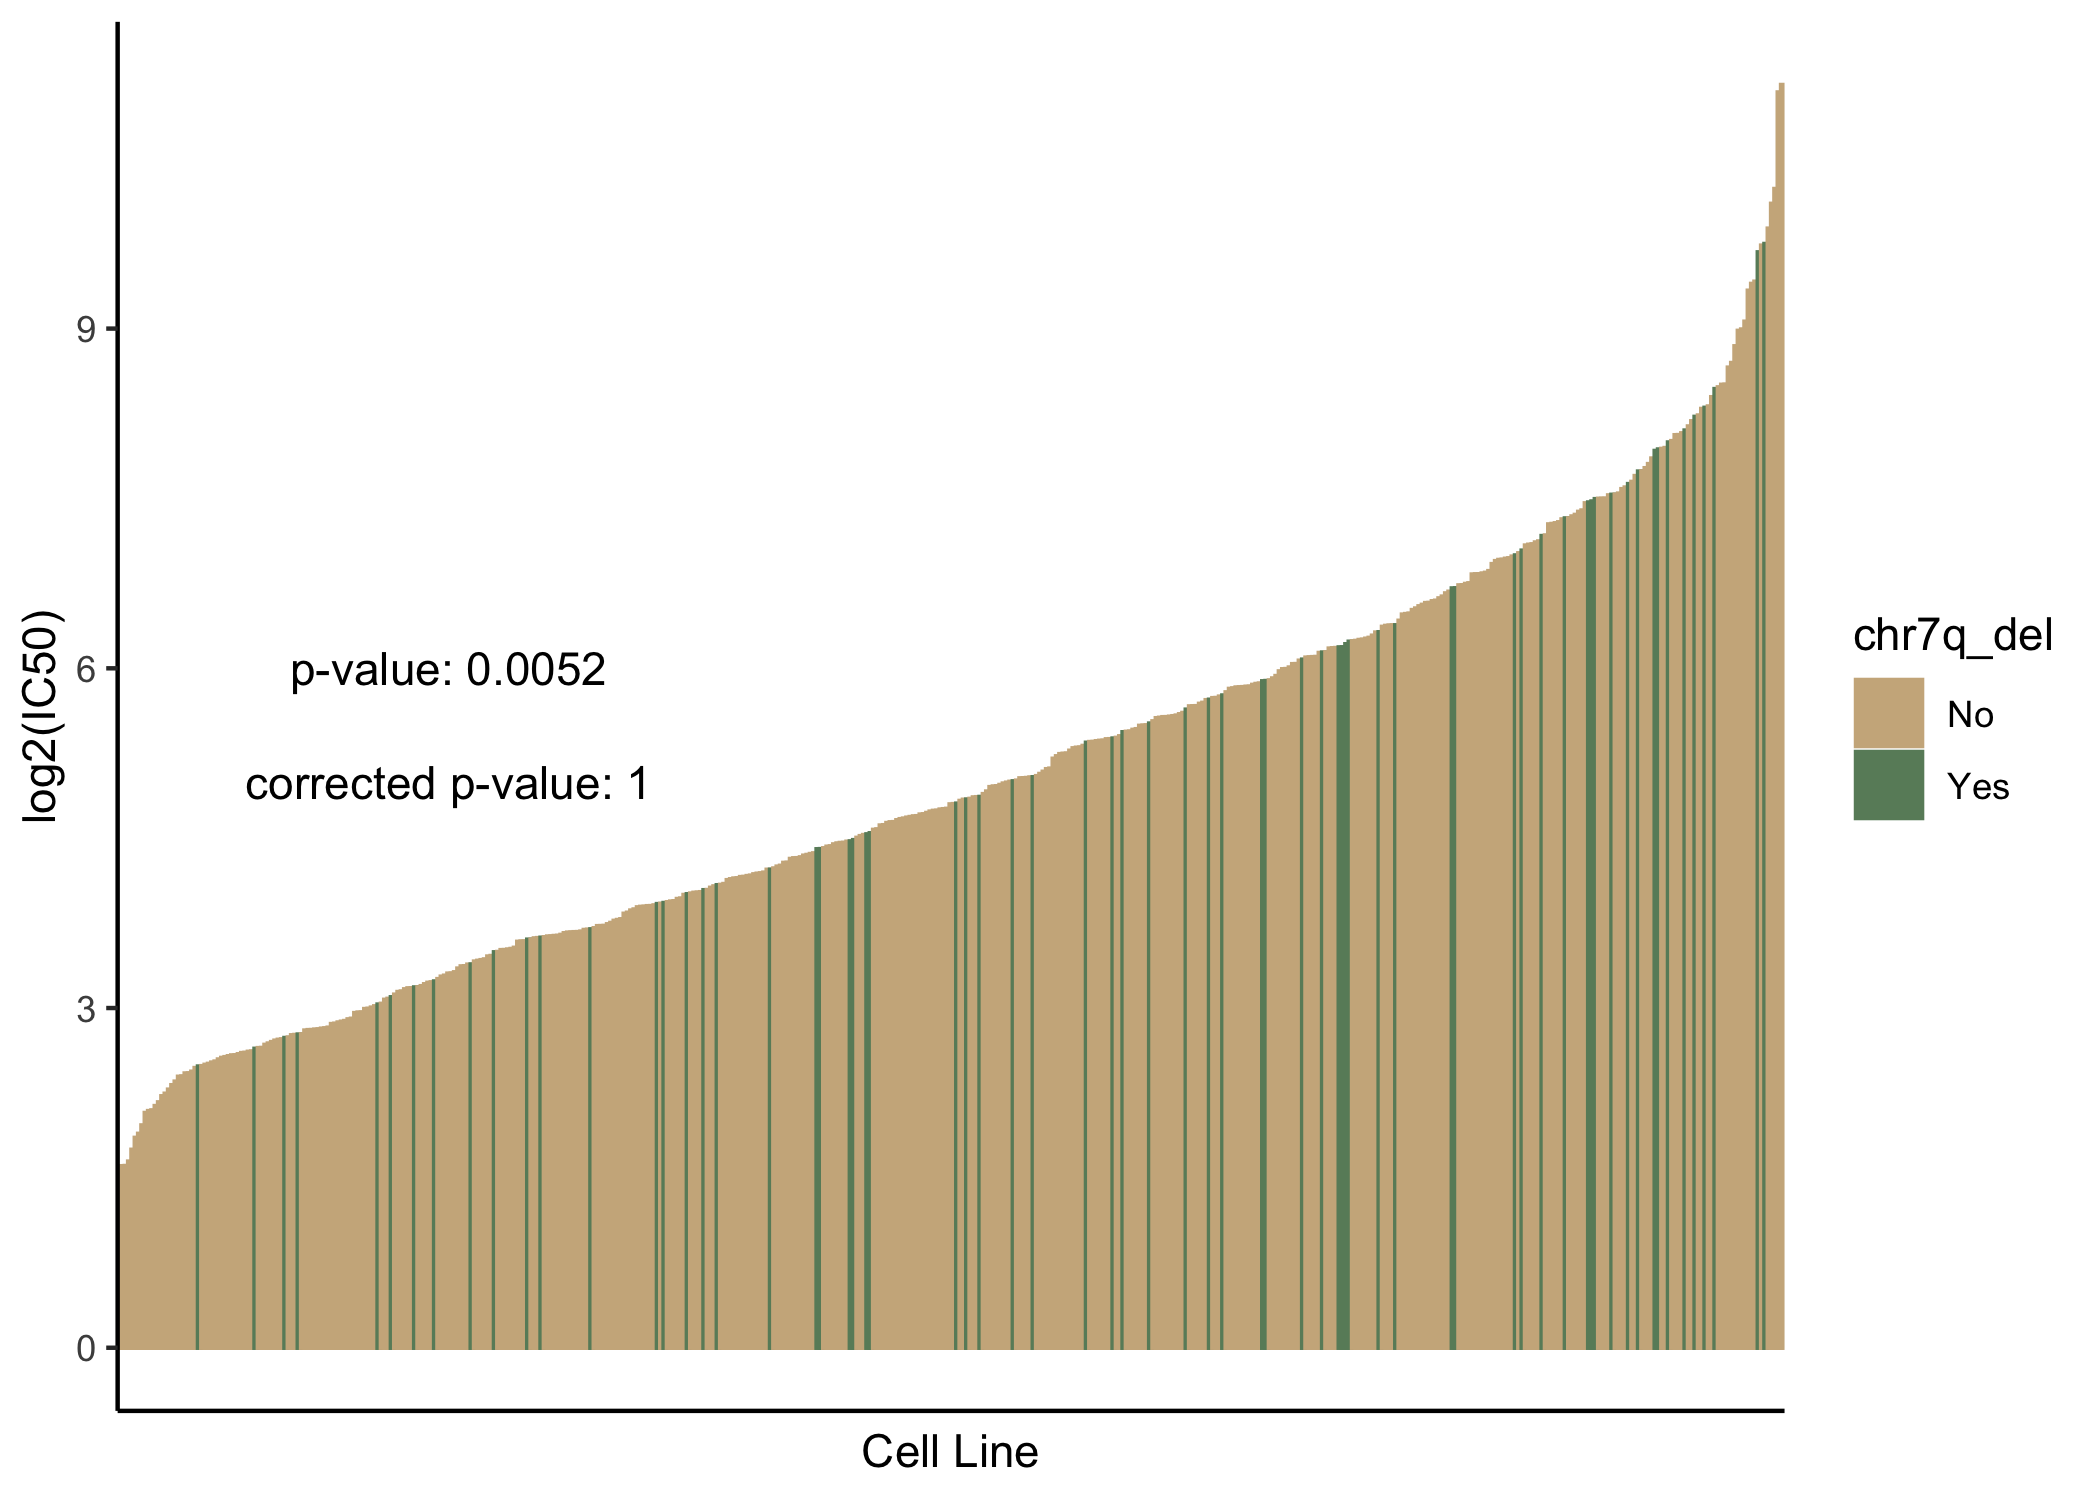 9
6
3
0
log2(IC50)
p-value: 0.0052
corrected p-value: 1
Cell Line
chr7q_del
No
Yes